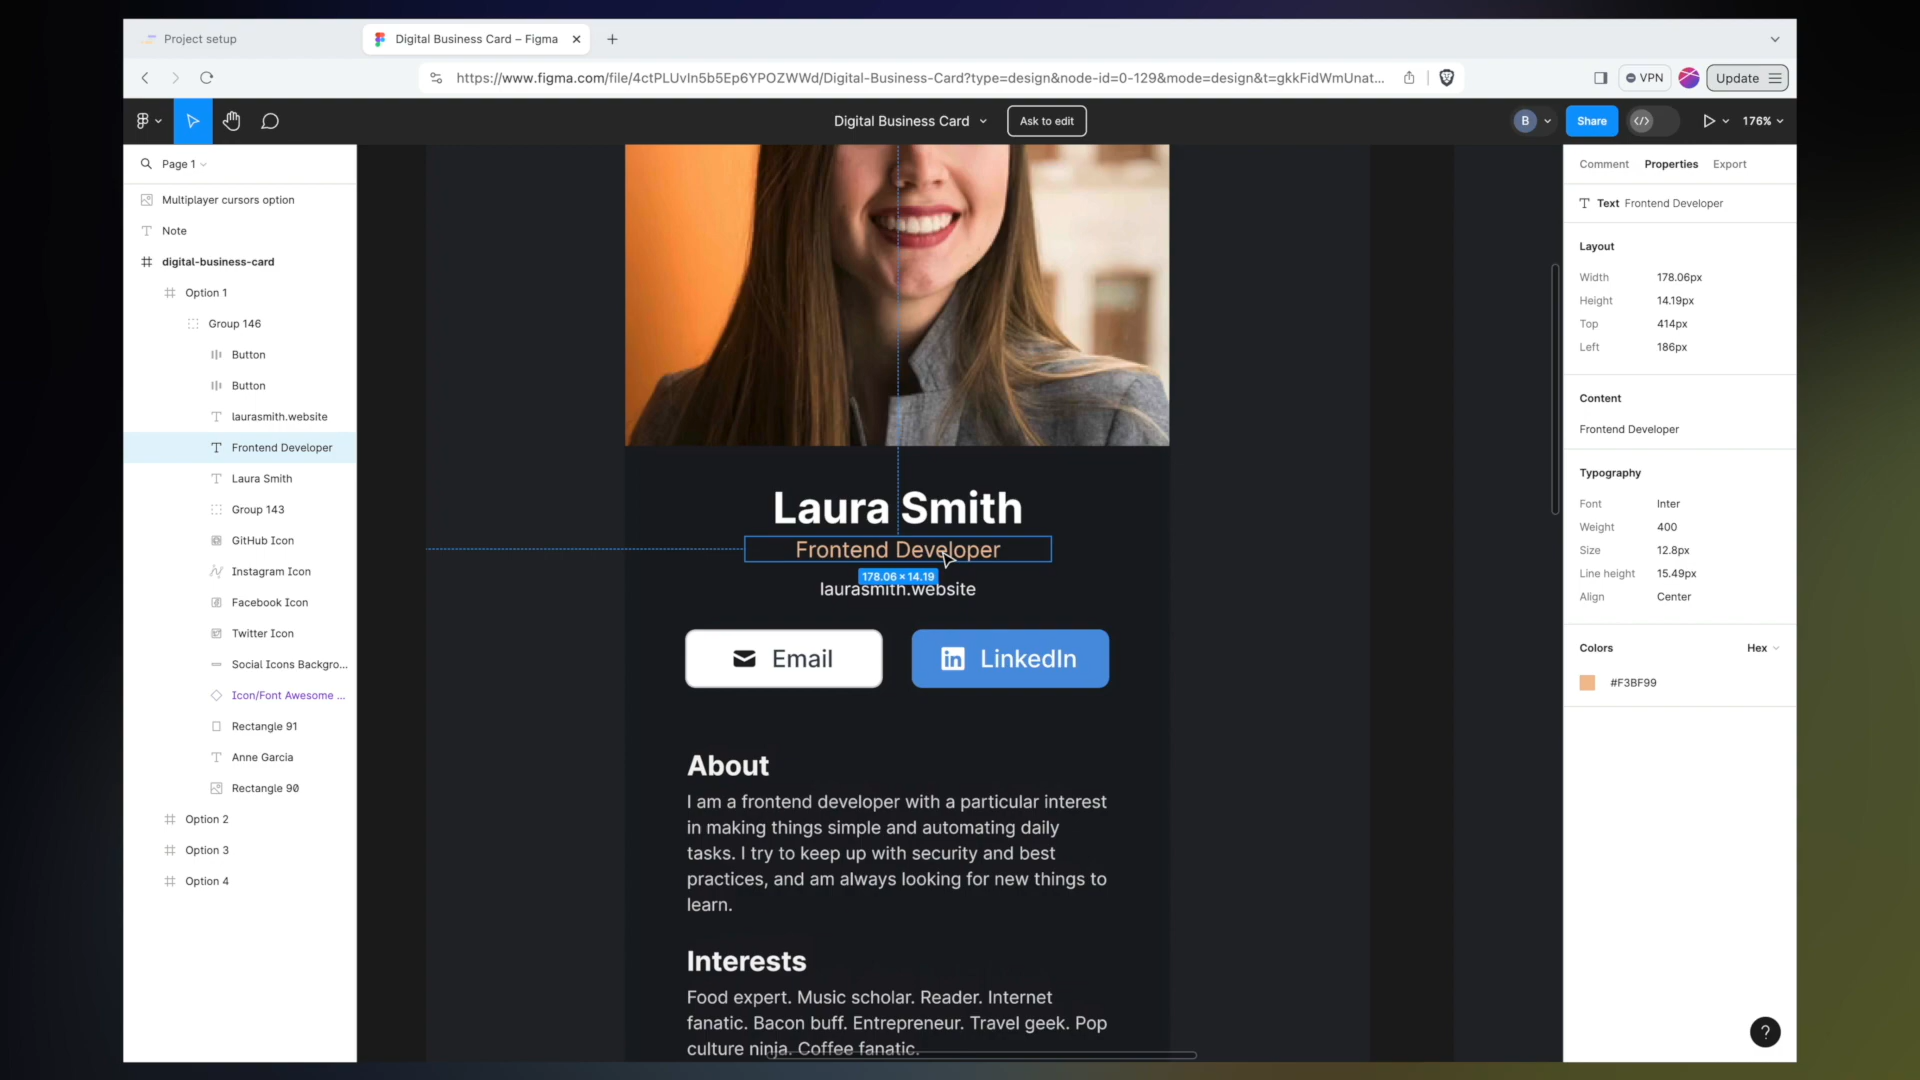 Project setup
Digital Business Card – Figma
https://www.figma.com/file/4ctPLUvIn5b5Ep6YPOZWWd/Digital-Business-Card?type=design&node-id=0-129&mode=design&t=gkkFidWmUnat...
VPN
Update
Digital Business Card
Ask to edit
B
Share
176%
Page 1
Multiplayer cursors option
Note
digital-business-card
Option 1
Group 146
Button
Button
laurasmith.website
Frontend Developer
Laura Smith
Group 143
GitHub Icon
Instagram Icon
Facebook Icon
Twitter Icon
Social Icons Backgro...
Icon/Font Awesome ...
Rectangle 91
Anne Garcia
Rectangle 90
Option 2
Option 3
Option 4
Laura Smith
Frontend Developer
178.06 × 14.19
laurasmith.website
Email
in LinkedIn
About
I am a frontend developer with a particular interest
in making things simple and automating daily
tasks. I try to keep up with security and best
practices, and am always looking for new things to
learn.
Interests
Food expert. Music scholar. Reader. Internet
fanatic. Bacon buff. Entrepreneur. Travel geek. Pop
culture ninja. Coffee fanatic.
Comment Properties Export
Text Frontend Developer
Layout
Width 178.06px
Height 14.19px
Top 414px
Left 186px
Content
Frontend Developer
Typography
Font Inter
Weight 400
Size 12.8px
Line height 15.49px
Align Center
Colors Hex
#F3BF99
?